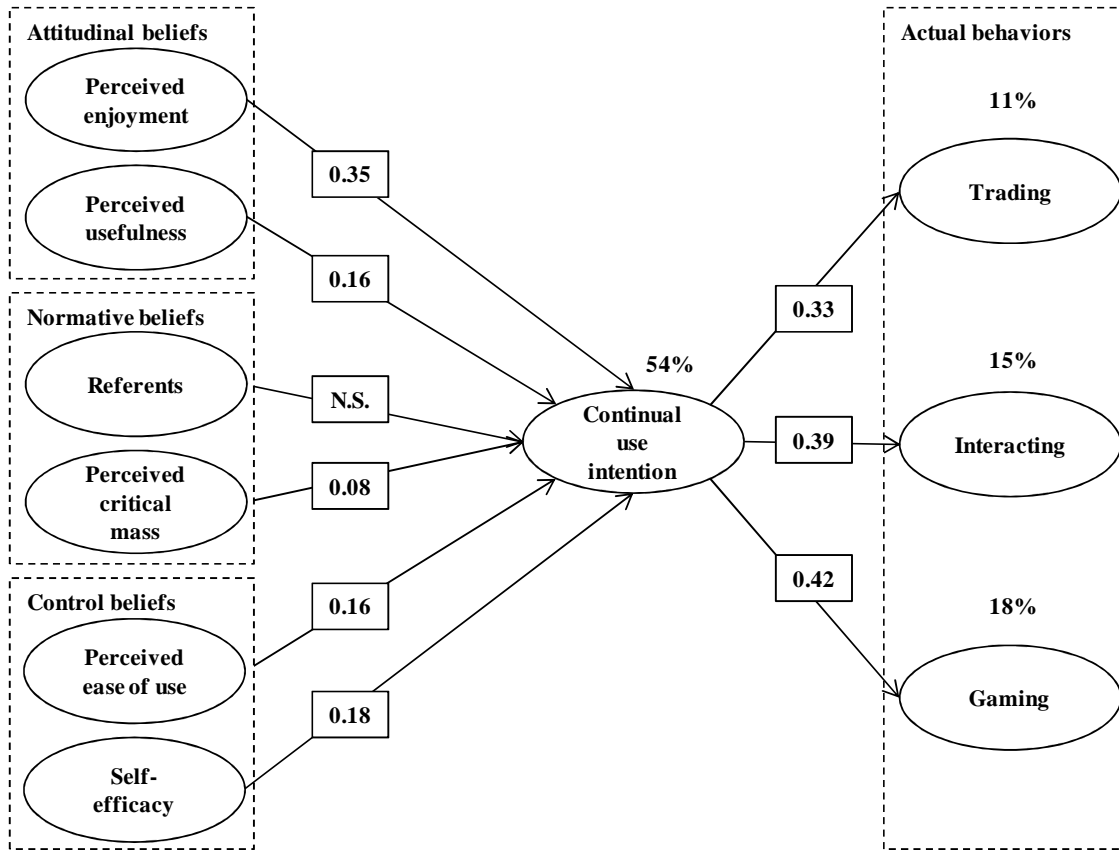 Attitudinal beliefs
Perceived
enjoyment
Perceived
usefulness
Normative beliefs
Referents
Perceived
critical
mass
Control beliefs
Perceived
ease of use
Self-
efficacy
0.35
0.16
N.S.
0.08
0.16
0.18
54%
Continual
use
intention
0.33
0.39
0.42
Actual behaviors
11%
Trading
15%
Interacting
18%
Gaming